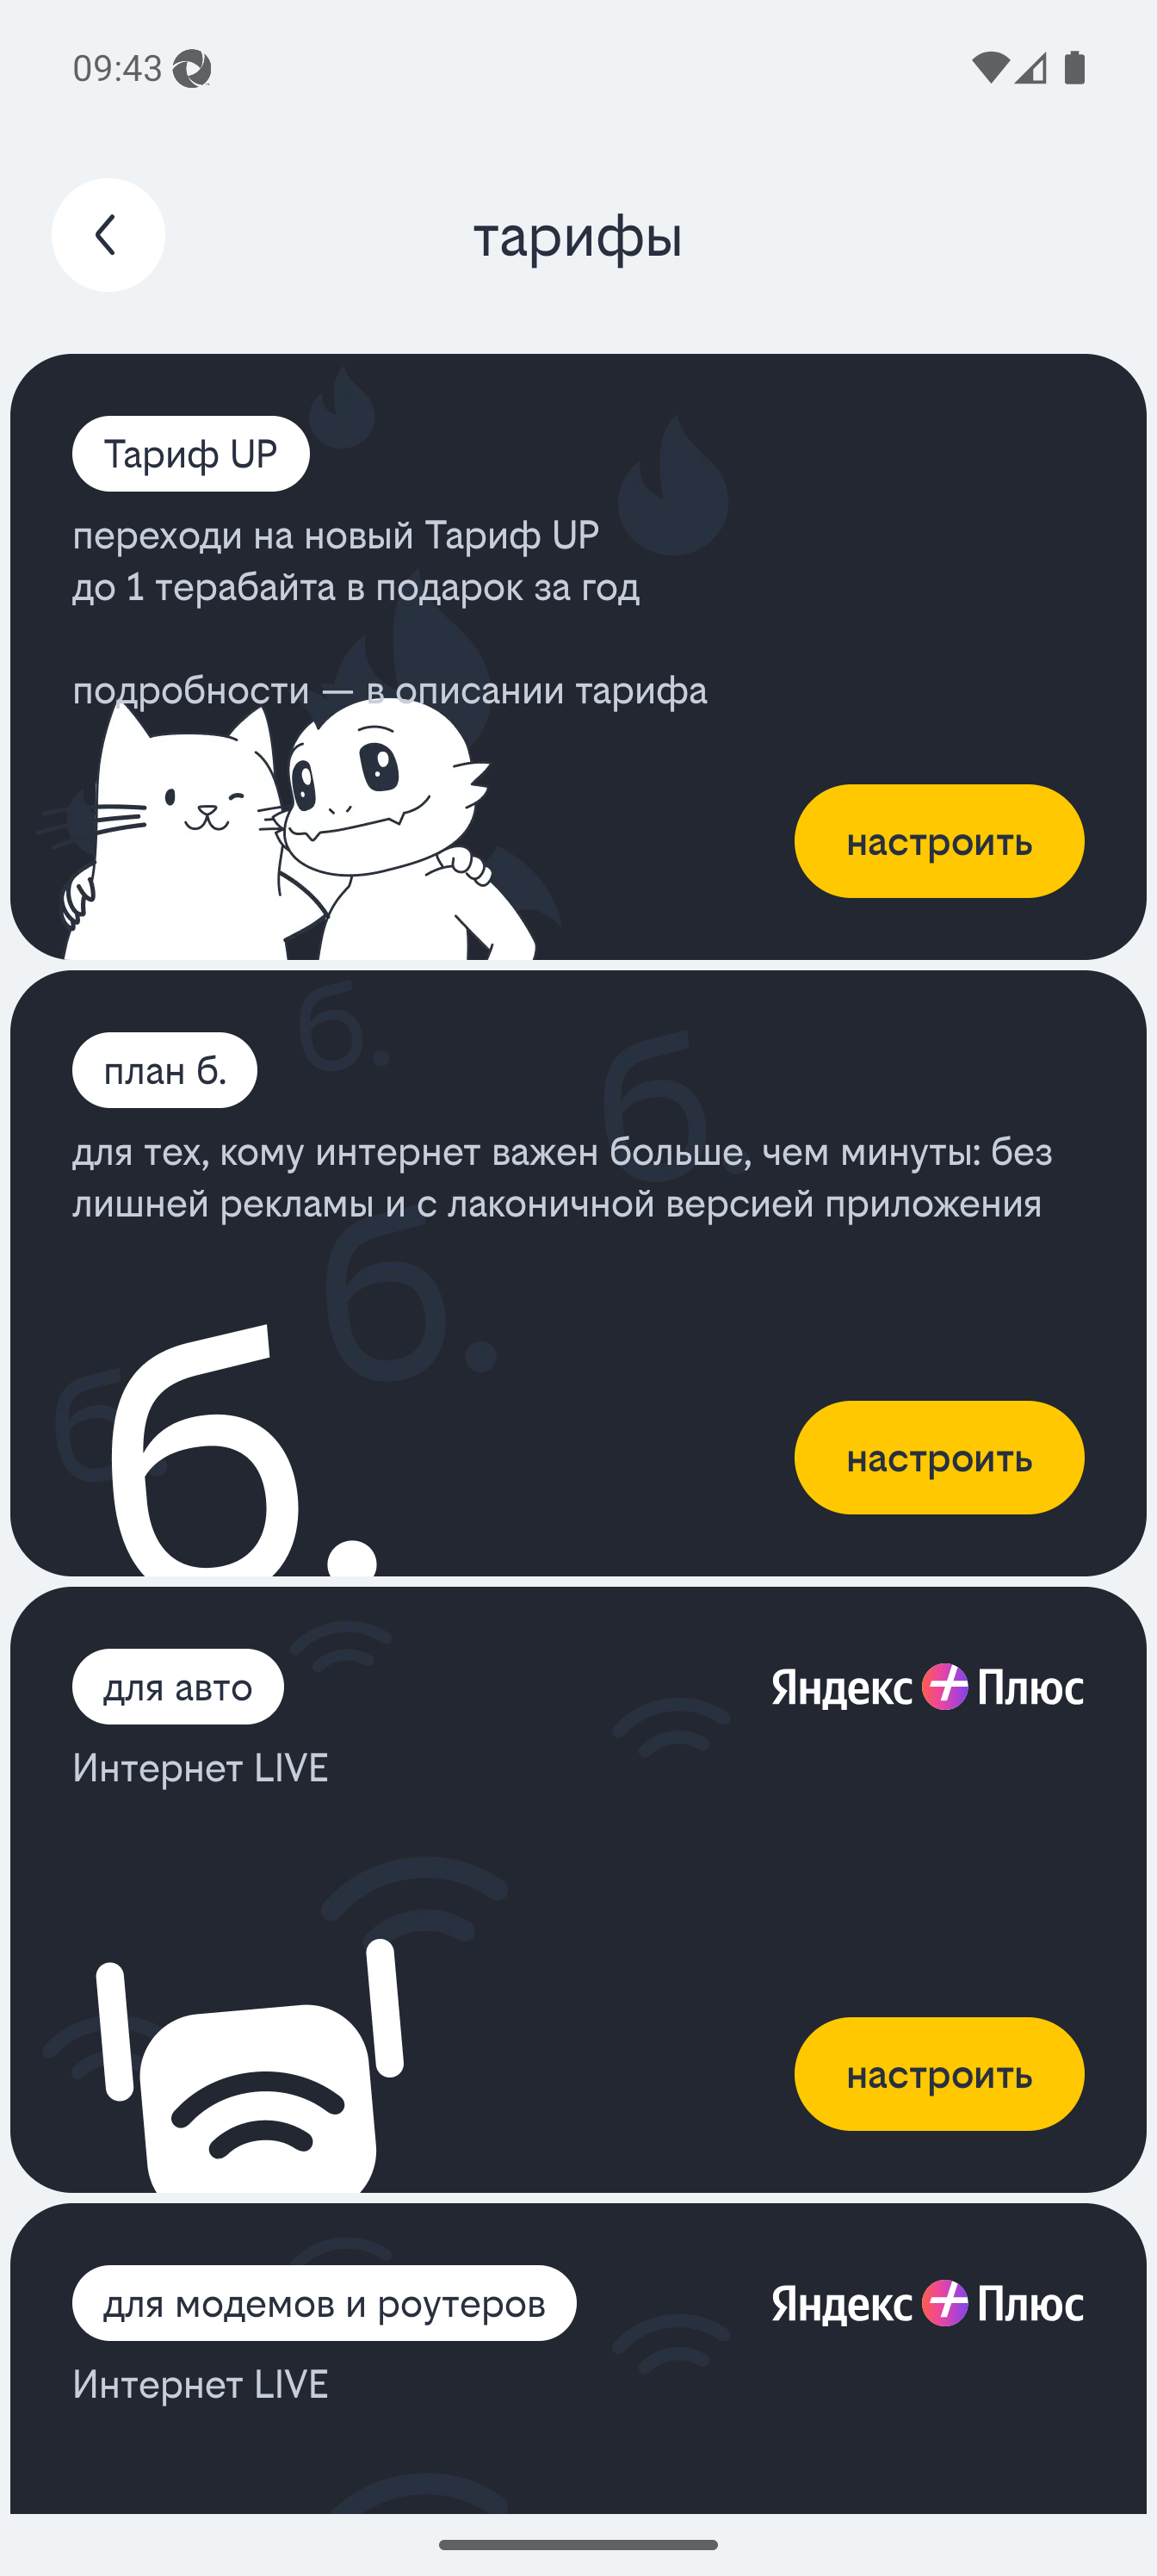 09:43
тарифы
Тариф UP
переходи на новый Тариф UP
до 1 терабайта в подарок за год
подробности — в описании тарифа
настроить
б.
б.
план б.
для тех, кому интернет важен больше, чем минуты: без
лишней рекламы и с лаконичной версией приложения
б.
б.
б.
настроить
для авто
Яндекс Плюс
Интернет LIVE
настроить
для модемов и роутеров
Яндекс Плюс
Интернет LIVE